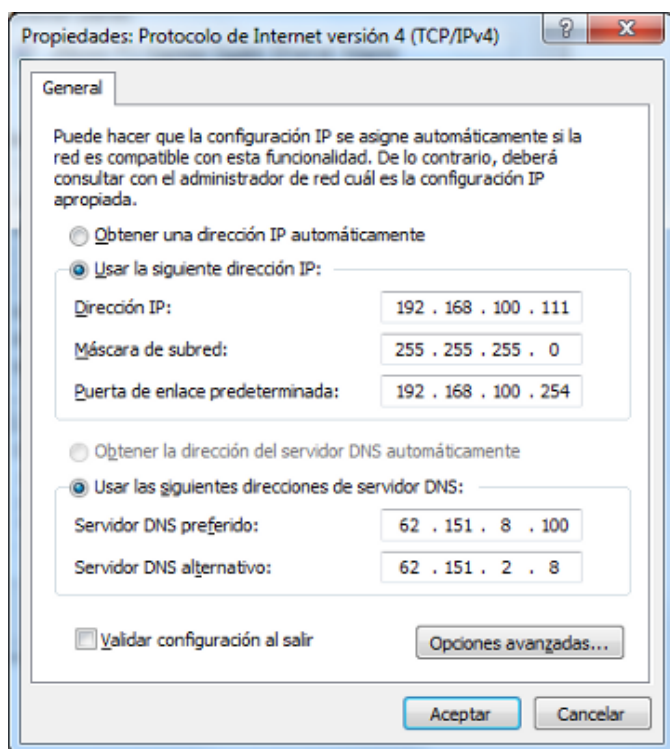 Propiedades: Protocolo de Internet versión 4 (TCP/IPv4)
General
Puede hacer que la configuración IP se asigne automáticamente si la
red es compatible con esta funcionalidad. De lo contrario, deberá
consultar con el administrador de red cuál es la configuración IP
apropiada.
Obtener una dirección IP automáticamente
Usar la siguiente dirección IP:
Dirección IP: 192 . 168 . 100 . 111
Máscara de subred: 255 . 255 . 255 . 0
Puerta de enlace predeterminada: 192 . 168 . 100 . 254
Obtener la dirección del servidor DNS automáticamente
Usar las siguientes direcciones de servidor DNS:
Servidor DNS preferido: 62 . 151 . 8 . 100
Servidor DNS alternativo: 62 . 151 . 2 . 8
Validar configuración al salir
Opciones avanzadas...
Aceptar Cancelar